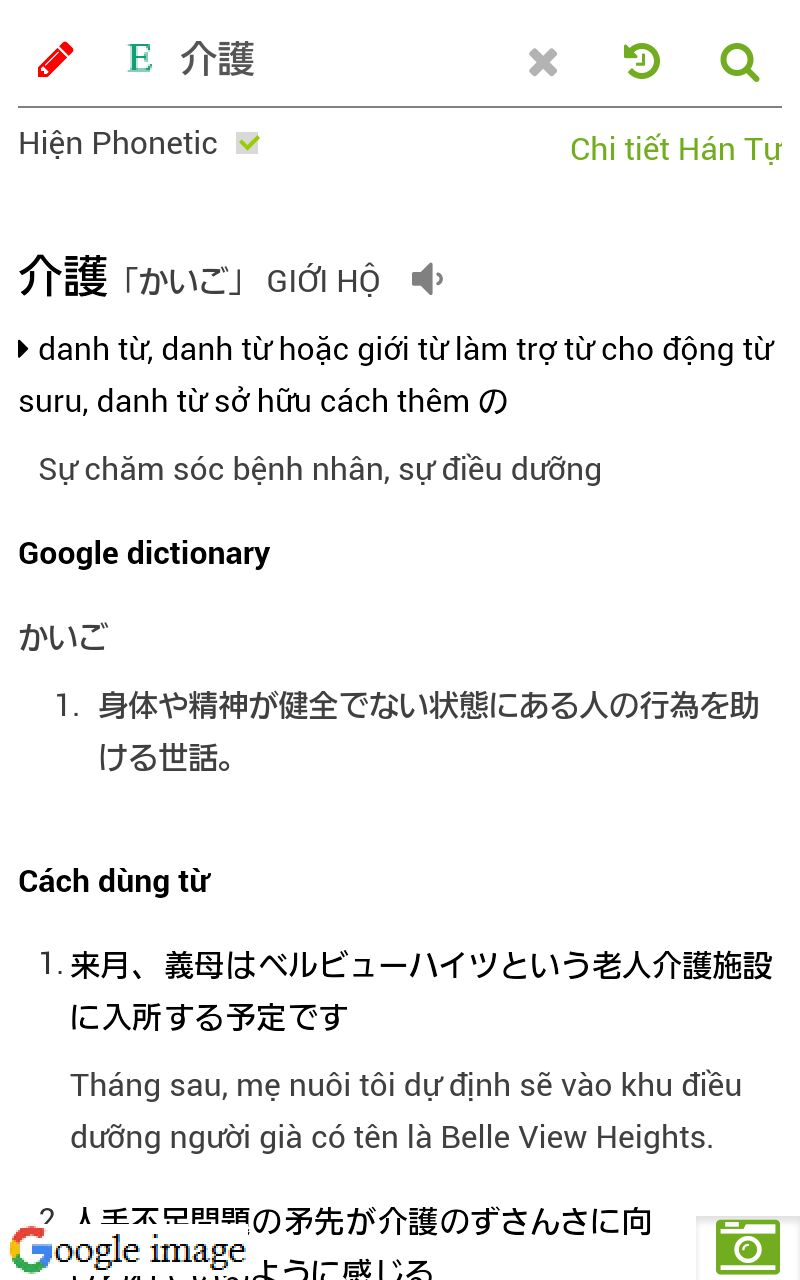 E 介護
Hiện Phonetic
Chi tiết Hán Tự
介護「かいご」 GIỚI HỘ
danh từ, danh từ hoặc giới từ làm trợ từ cho động từ
suru, danh từ sở hữu cách thêm の
Sự chăm sóc bệnh nhân, sự điều dưỡng
Google dictionary
かいご
1. 身体や精神が健全でない状態にある人の行為を助
ける世話。
Cách dùng từ
1. 来月、義母はベルビューハイツという老人介護施設
に入所する予定です
Tháng sau, mẹ nuôi tôi dự định sẽ vào khu điều
dưỡng người già có tên là Belle View Heights.
2. 人手不足問題の矛先が介護のずさんさに向
ように感じる
Google image